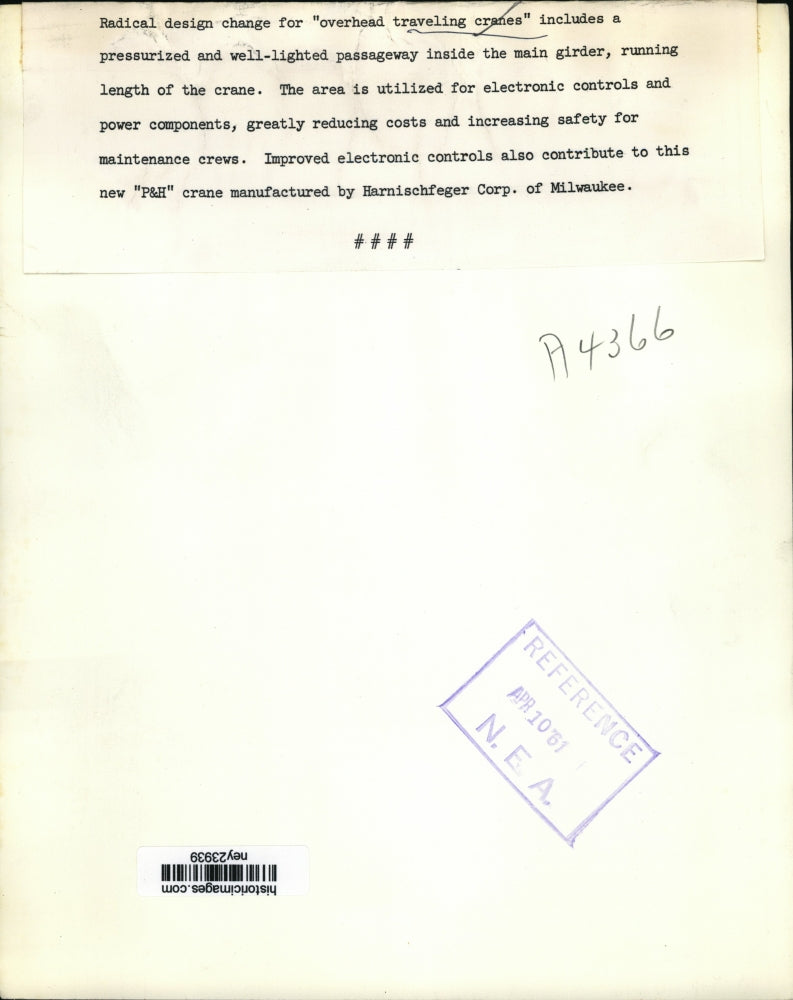 Radical design change for "overhead traveling cranes" includes a
pressurized and well-lighted passageway inside the main girder, running
length of the crane. The area is utilized for electronic controls and
power components, greatly reducing costs and increasing safety for
maintenance crews. Improved electronic controls also contribute to this
new "P&H" crane manufactured by Harnischfeger Corp. of Milwaukee.
####
A4366
REFERENCE
APR 10'61
N. E. A.
historicimages.com
ney23939